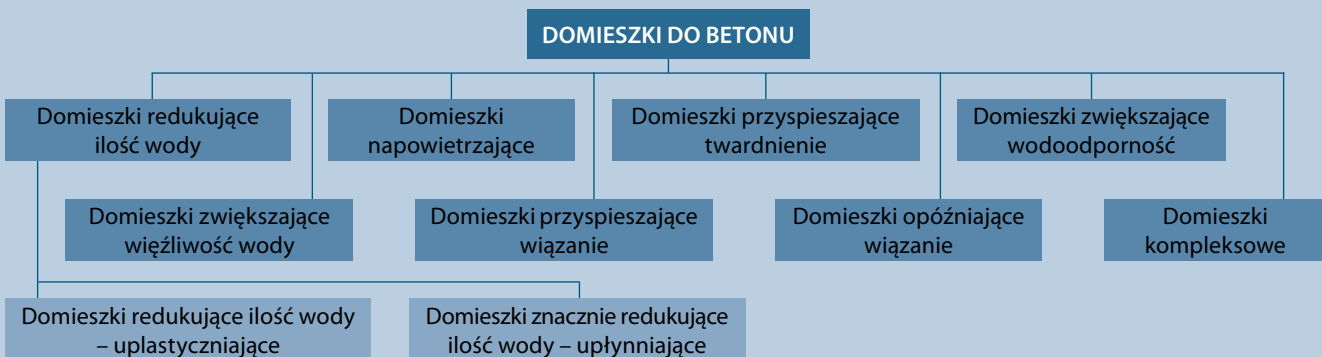 DOMIESZKI DO BETONU
Domieszki redukujące
ilość wody
Domieszki
napowietrzające
Domieszki przyspieszające
twardnienie
Domieszki zwiększające
wodoodporność
Domieszki zwiększające
więźliwość wody
Domieszki przyspieszające
wiązanie
Domieszki opóźniające
wiązanie
Domieszki
kompleksowe
Domieszki redukujące ilość wody
– uplastyczniające
Domieszki znacznie redukujące
ilość wody – upłynniające